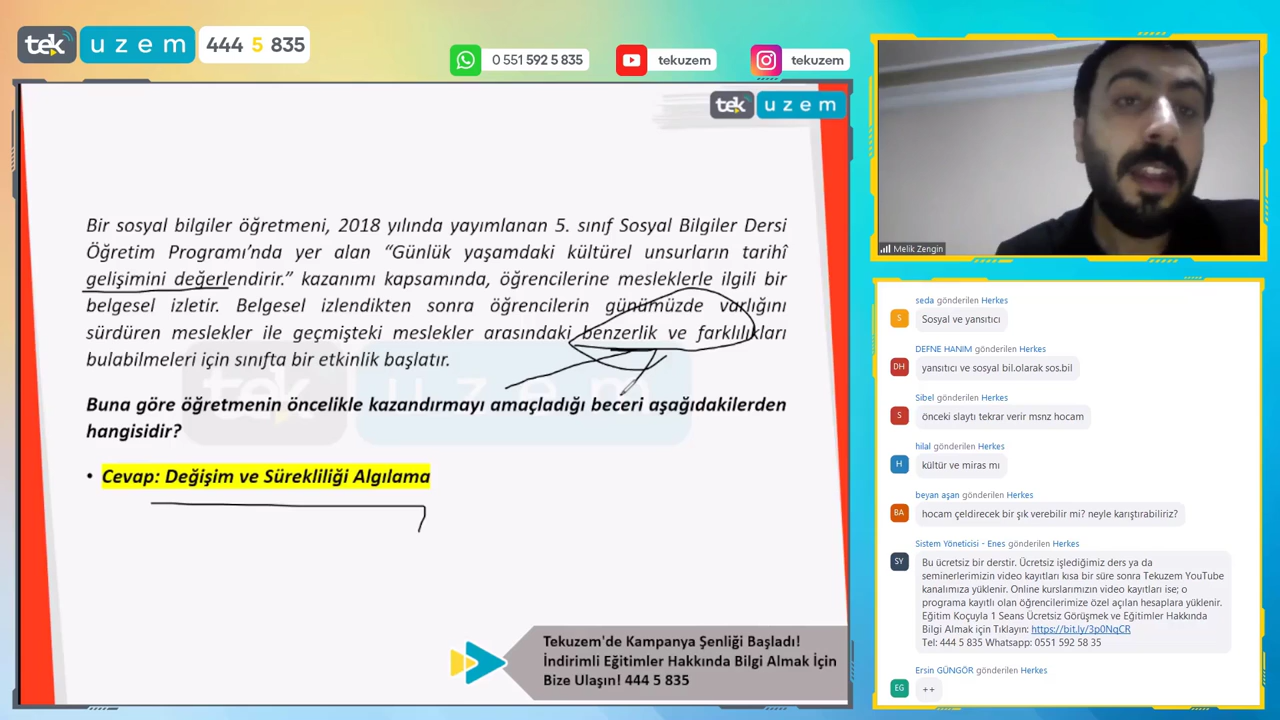 tek uzem 444 5 835
0 551 592 5 835 tekuzem tekuzem
tek uzem
Bir sosyal bilgiler öğretmeni, 2018 yılında yayımlanan 5. sınıf Sosyal Bilgiler Dersi
Öğretim Programı’nda yer alan “Günlük yaşamdaki kültürel unsurların tarihî
gelişimini değerlendirir.” kazanımı kapsamında, öğrencilerine mesleklerle ilgili bir
belgesel izletir. Belgesel izlendikten sonra öğrencilerin günümüzde varlığını
sürdüren meslekler ile geçmişteki meslekler arasındaki benzerlik ve farklılıkları
bulabilmeleri için sınıfta bir etkinlik başlatır.
Buna göre öğretmenin öncelikle kazandırmayı amaçladığı beceri aşağıdakilerden
hangisidir?
• Cevap: Değişim ve Sürekliliği Algılama
tek uzem
Tekuzem'de Kampanya Şenliği Başladı!
İndirimli Eğitimler Hakkında Bilgi Almak İçin
Bize Ulaşın! 444 5 835
Melik Zengin
seda gönderilen Herkes
S Sosyal ve yansıtıcı
DEFNE HANIM gönderilen Herkes
DH yansıtıcı ve sosyal bil.olarak sos.bil
Sibel gönderilen Herkes
S önceki slaytı tekrar verir msnz hocam
hilal gönderilen Herkes
H kültür ve miras mı
beyan aşan gönderilen Herkes
BA hocam çeldirecek bir şık verebilir mi? neyle karıştırabiliriz?
Sistem Yöneticisi - Enes gönderilen Herkes
SY Bu ücretsiz bir derstir. Ücretsiz işlediğimiz ders ya da
seminerlerimizin video kayıtları kısa bir süre sonra Tekuzem YouTube
kanalımıza yüklenir. Online kurslarımızın video kayıtları ise; o
programa kayıtlı olan öğrencilerimize özel açılan hesaplara yüklenir.
Eğitim Koçuyla 1 Seans Ücretsiz Görüşmek ve Eğitimler Hakkında
Bilgi Almak için Tıklayın: https://bit.ly/3p0NqCR
Tel: 444 5 835 Whatsapp: 0551 592 58 35
Ersin GÜNGÖR gönderilen Herkes
EG ++